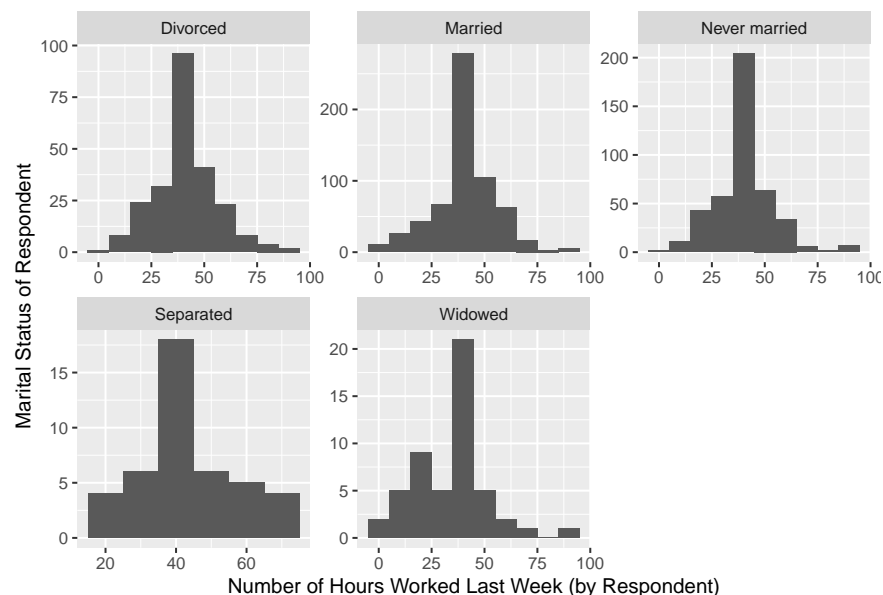 Divorced Married Never married
100
75
50
25
0
200
100
0
200
150
100
50
0
0 25 50 75 100
0 25 50 75 100
0 25 50 75 100
Separated Widowed
15
10
5
0
20
15
10
5
0
20 40 60
0 25 50 75 100
Marital Status of Respondent
Number of Hours Worked Last Week (by Respondent)